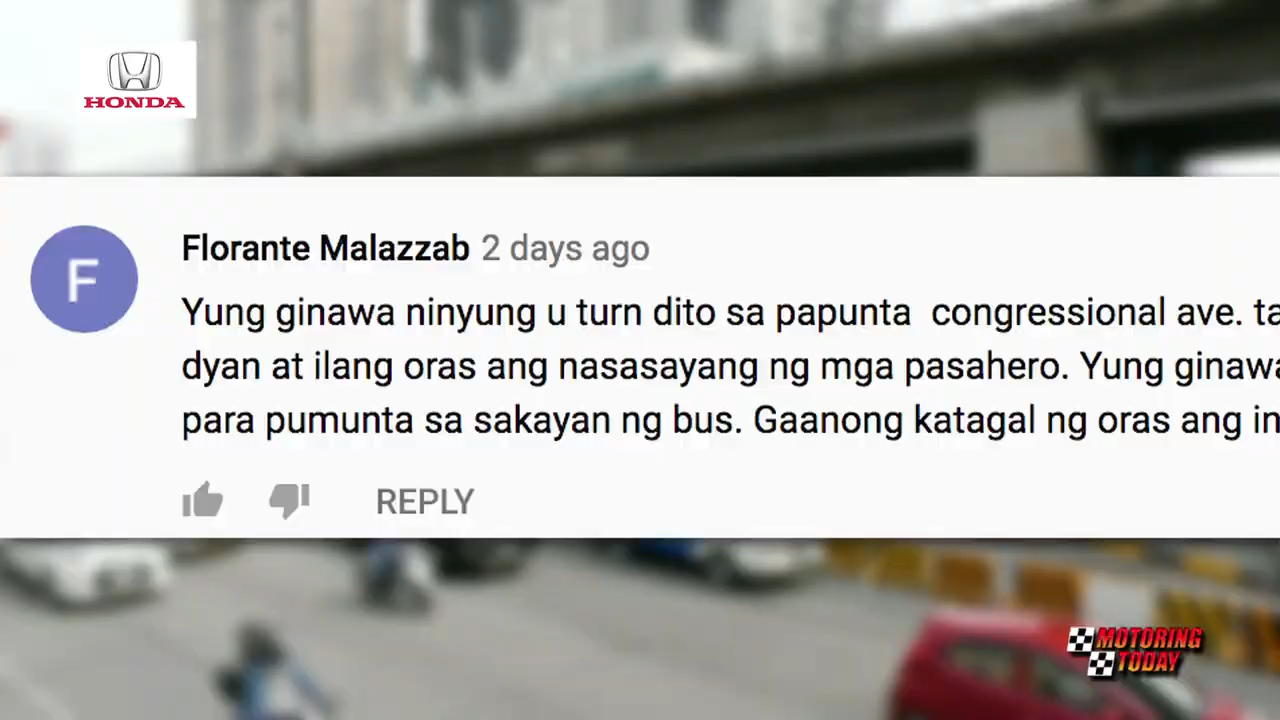 HONDA
F
Florante Malazzab 2 days ago
Yung ginawa ninyung u turn dito sa papunta congressional ave.
dyan at ilang oras ang nasasayang ng mga pasahero. Yung ginawa
para pumunta sa sakayan ng bus. Gaanong katagal ng oras ang
REPLY
MOTORING
TODAY